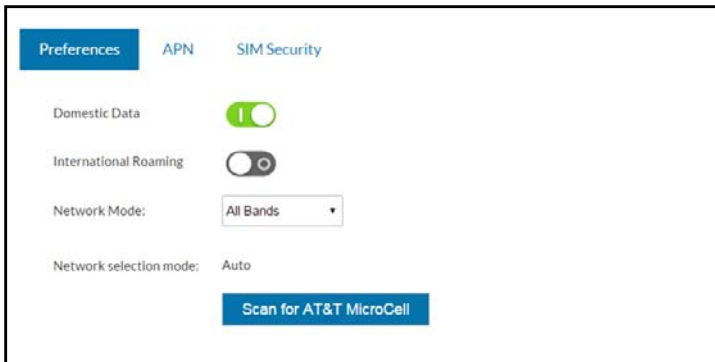 Preferences APN SIM Security
Domestic Data
International Roaming
Network Mode: All Bands
Network selection mode: Auto
Scan for AT&T MicroCell